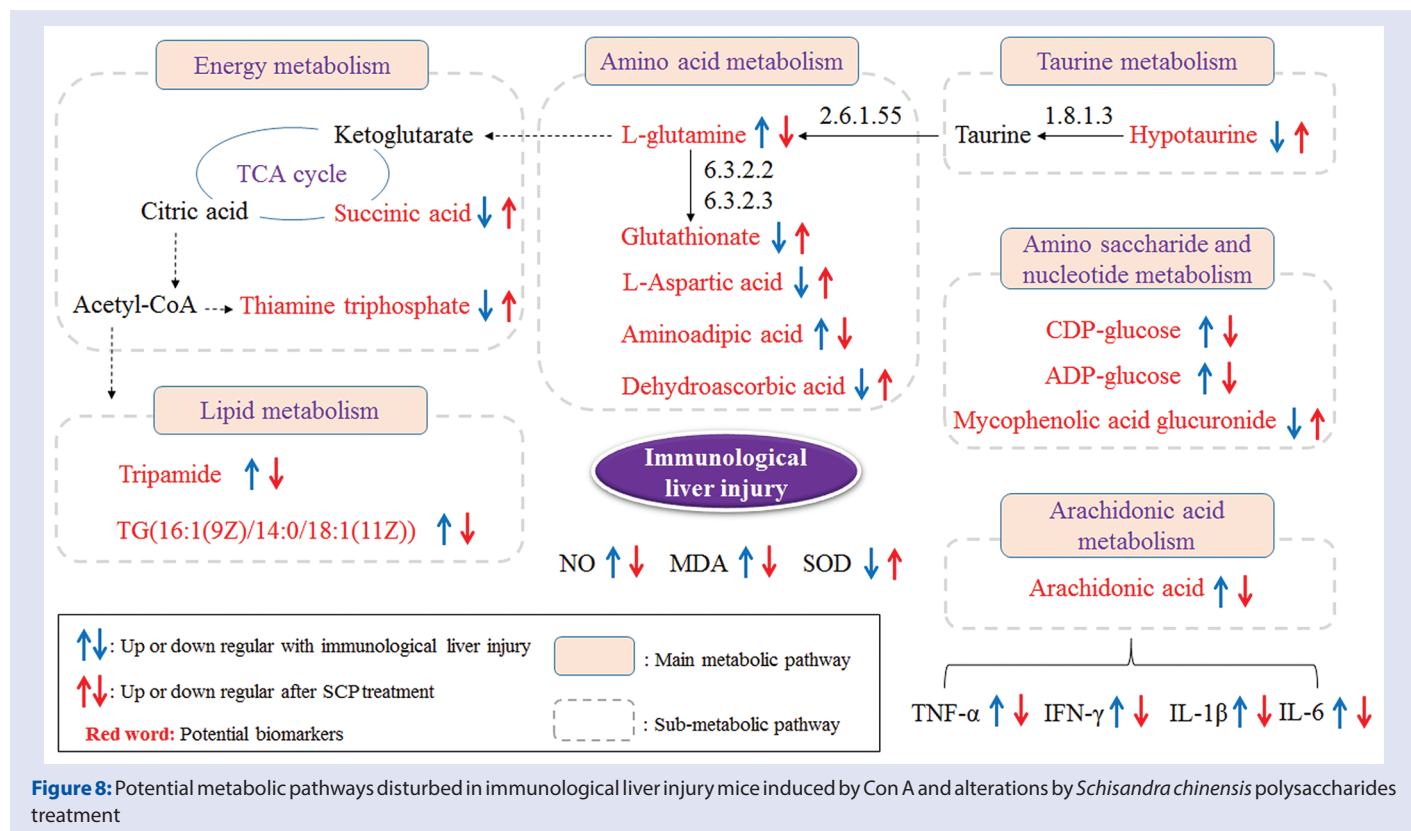 Energy metabolism
Ketoglutarate
TCA cycle
Citric acid
Succinic acid
Acetyl-CoA
Thiamine triphosphate
Lipid metabolism
Tripamide
TG(16:1(9Z)/14:0/18:1(11Z))
Amino acid metabolism
L-glutamine
2.6.1.55
6.3.2.2
6.3.2.3
Glutathionate
L-Aspartic acid
Aminoadipic acid
Dehydroascorbic acid
Taurine metabolism
Taurine
1.8.1.3
Hypotaurine
Amino saccharide and
nucleotide metabolism
CDP-glucose
ADP-glucose
Mycophenolic acid glucuronide
Immunological
liver injury
NO
MDA
SOD
Arachidonic acid
metabolism
Arachidonic acid
TNF-α
IFN-γ
IL-1β
IL-6
: Up or down regular with immunological liver injury
: Up or down regular after SCP treatment
Red word: Potential biomarkers
: Main metabolic pathway
: Sub-metabolic pathway
Figure 8: Potential metabolic pathways disturbed in immunological liver injury mice induced by Con A and alterations by Schisandra chinensis polysaccharides
treatment